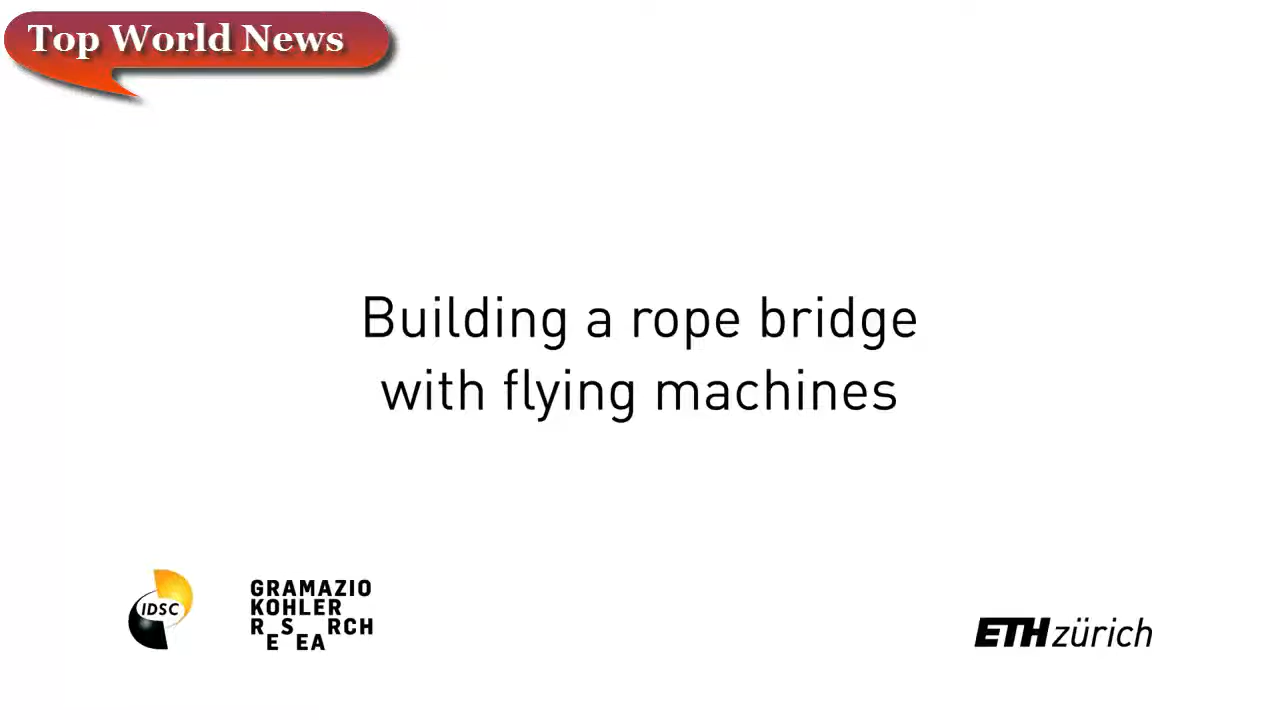 Top World News
Building a rope bridge
with flying machines
IDSC
GRAMAZIO
KOHLER
RESEARCH
ETH zürich